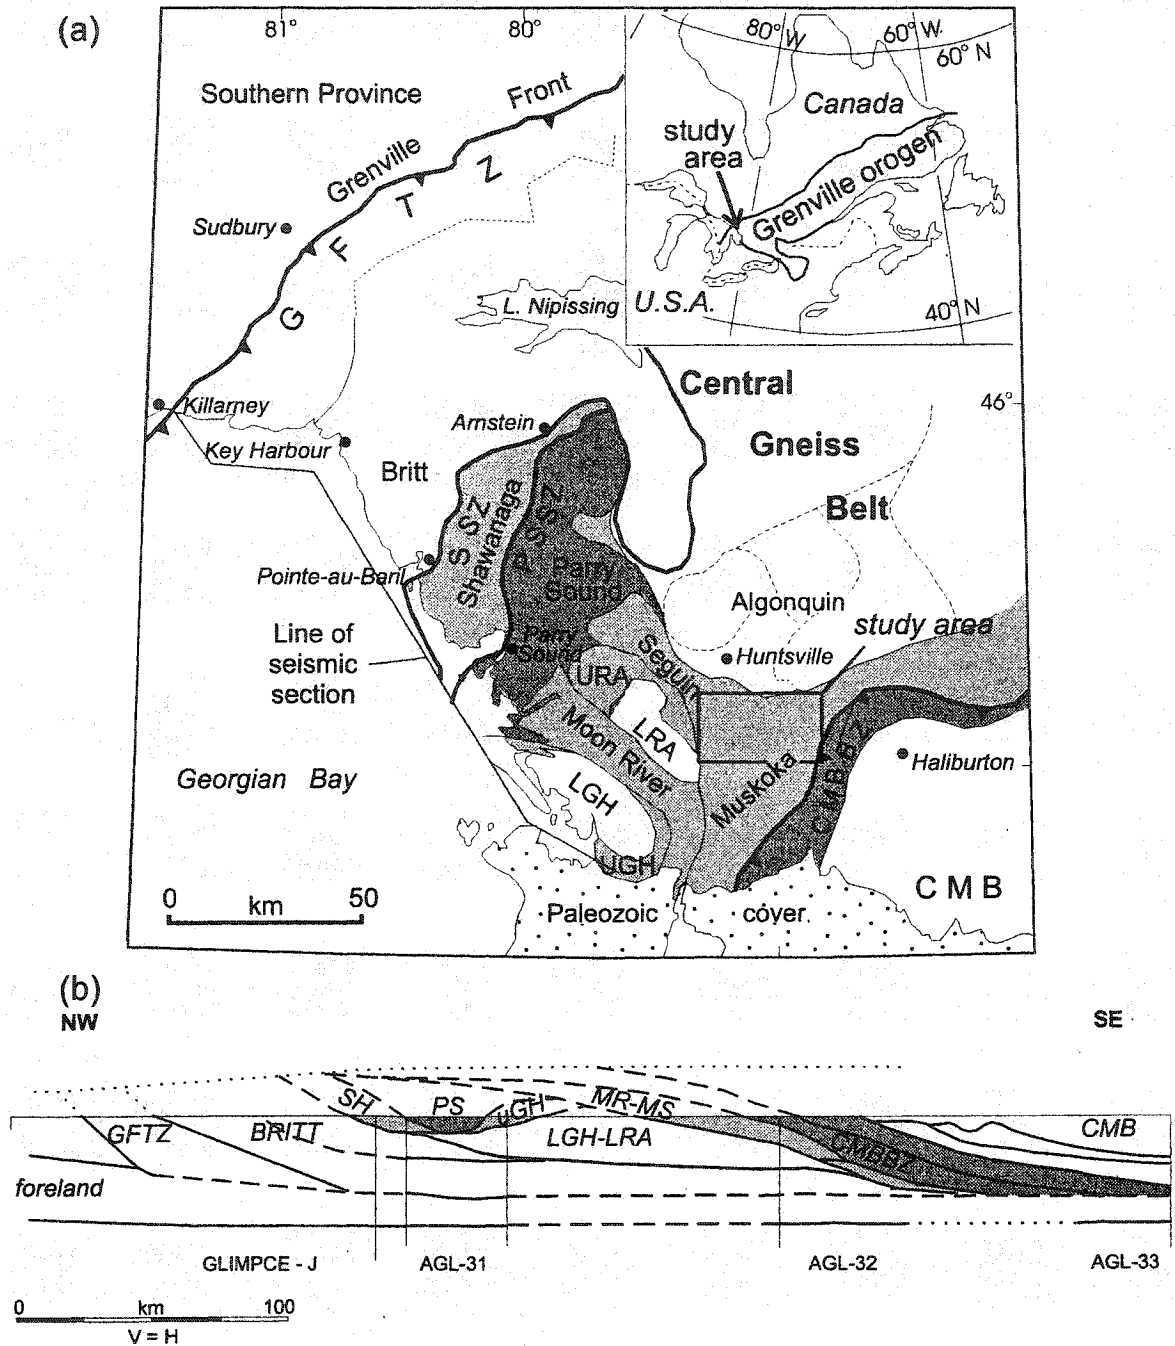 (a)
81°
80°
Southern Province
Grenville Front
G F T Z
Sudbury
L. Nipissing
80° W
60° W.
60° N
Canada
study
area
Grenville orogen
U.S.A.
40° N
Central
Gneiss
Belt
46°
Killarney
Key Harbour
Arnstein
Britt
S SZ
Shawanaga
P S S Z
Parry
Sound
Pointe-au-Baril
Algonquin
study area
Line of
seismic
section
Parry
Sound
Seguin
Huntsville
URA
LRA
Moon River
Muskoka
CMB BZ
Haliburton
Georgian Bay
LGH
UGH
C M B
0 km 50
Paleozoic cover
(b)
NW
SE
SH
PS
uGH
MR-MS
GFTZ
BRITT
LGH-LRA
CMBBZ
CMB
foreland
GLIMPCE - J
AGL-31
AGL-32
AGL-33
0 km 100
V = H